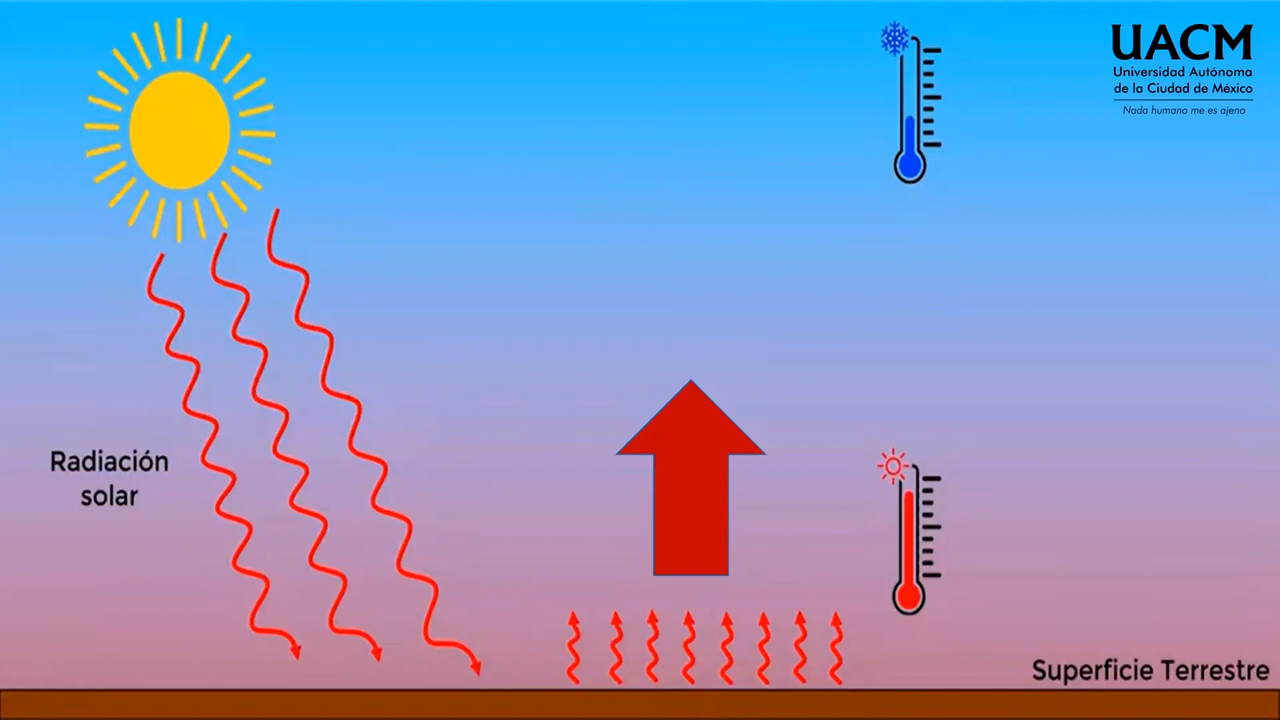 UACM
Universidad Autónoma
de la Ciudad de México
Nada humano me es ajeno
Radiación
solar
Superficie Terrestre